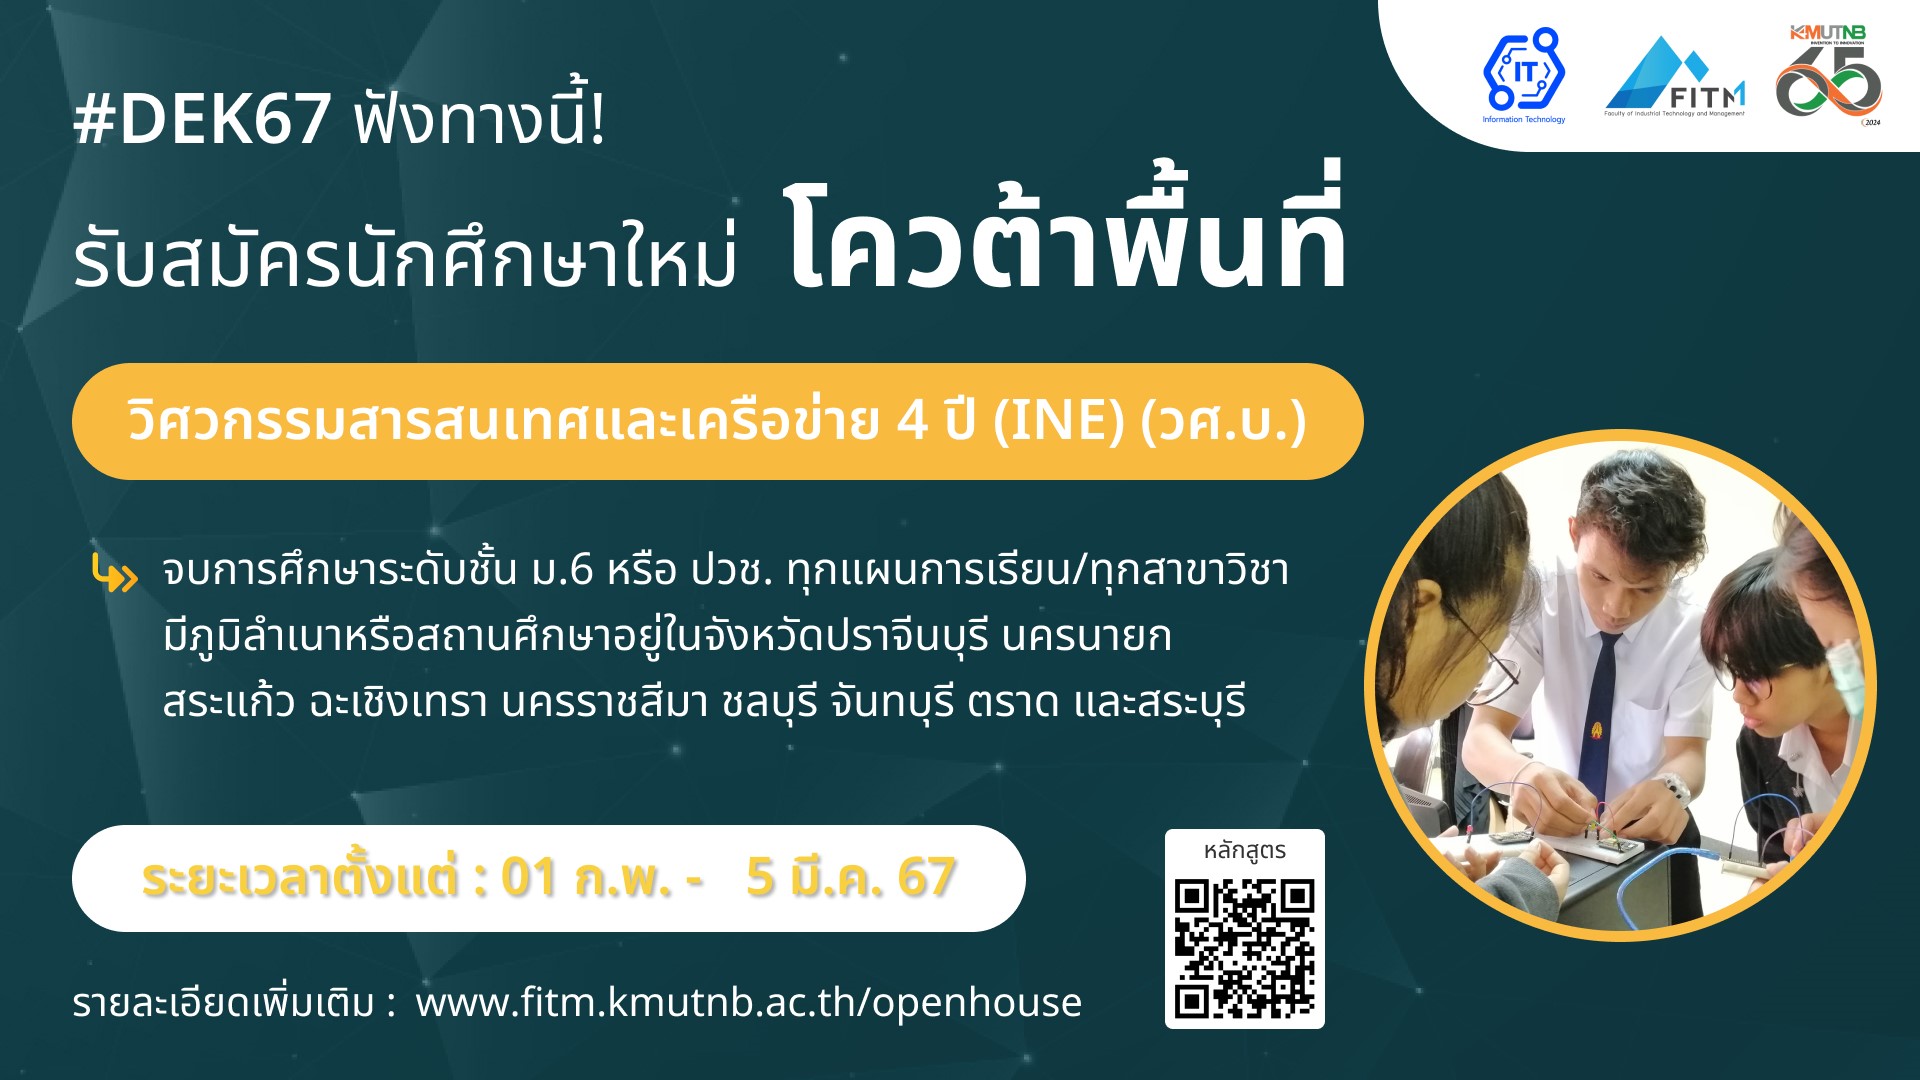 #DEK67 ฟังทางนี้!
รับสมัครนักศึกษาใหม่ โควต้าพื้นที่
วิศวกรรมสารสนเทศและเครือข่าย 4 ปี (INE) (วศ.บ.)
จบการศึกษาระดับชั้น ม.6 หรือ ปวช. ทุกแผนการเรียน/ทุกสาขาวิชา
มีภูมิลำเนาหรือสถานศึกษาอยู่ในจังหวัดปราจีนบุรี นครนายก
สระแก้ว ฉะเชิงเทรา นครราชสีมา ชลบุรี จันทบุรี ตราด และสระบุรี
ระยะเวลาตั้งแต่ : 01 ก.พ. - 5 มี.ค. 67
รายละเอียดเพิ่มเติม : www.fitm.kmutnb.ac.th/openhouse
หลักสูตร
IT
Information Technology
FITM
Faculty of Industrial Technology and Management
KMUTNB
INVENTION TO INNOVATION
65
2024